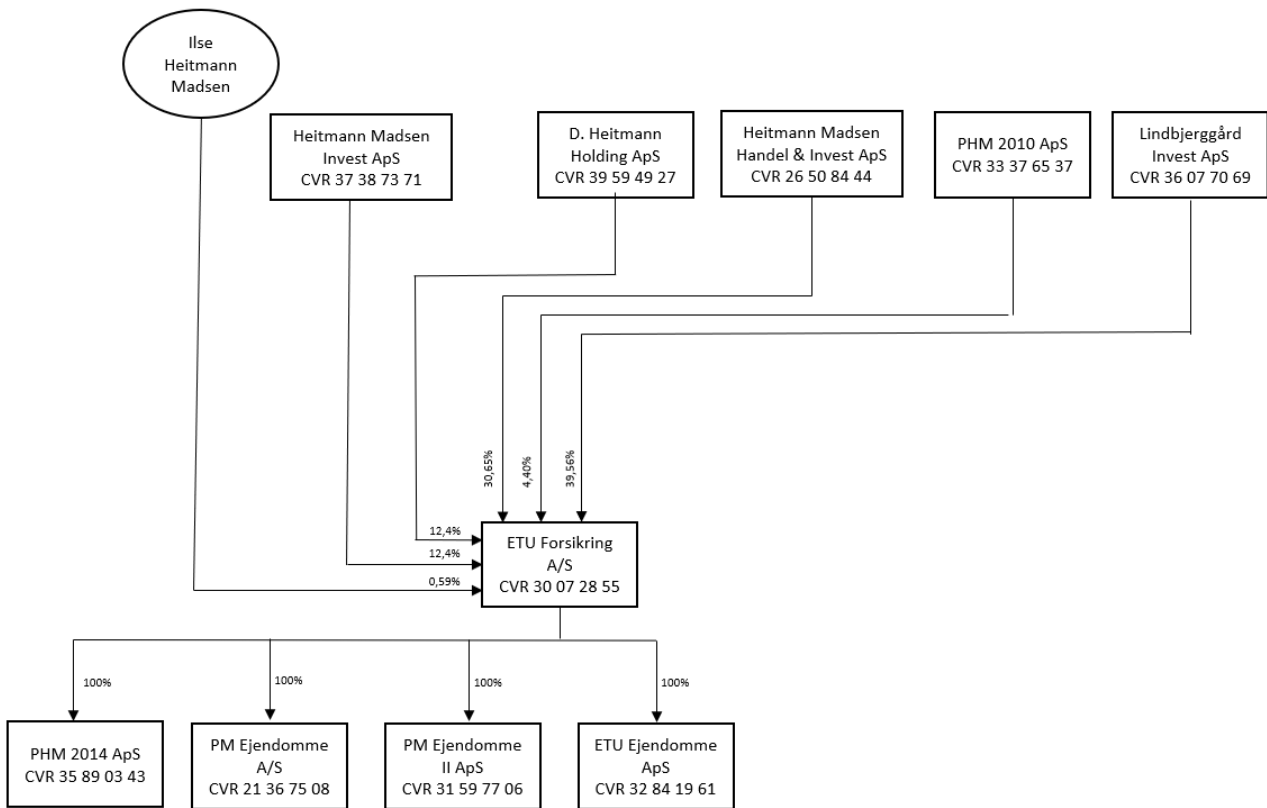 Ilse
Heitmann
Madsen
Heitmann Madsen
Invest ApS
CVR 37 38 73 71
D. Heitmann
Holding ApS
CVR 39 59 49 27
Heitmann Madsen
Handel & Invest ApS
CVR 26 50 84 44
PHM 2010 ApS
CVR 33 37 65 37
Lindbjerggård
Invest ApS
CVR 36 07 70 69
30,65%
4,40%
39,56%
12,4%
12,4%
0,59%
ETU Forsikring
A/S
CVR 30 07 28 55
100%
100%
100%
100%
PHM 2014 ApS
CVR 35 89 03 43
PM Ejendomme
A/S
CVR 21 36 75 08
PM Ejendomme
II ApS
CVR 31 59 77 06
ETU Ejendomme
ApS
CVR 32 84 19 61